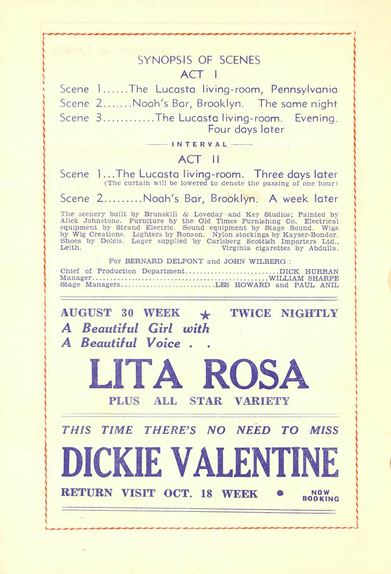 SYNOPSIS OF SCENES
ACT I
Scene 1......The Lucasta living-room, Pennsylvania
Scene 2.......Noah's Bar, Brooklyn. The same night
Scene 3............The Lucasta living-room. Evening.
Four days later
INTERVAL
ACT II
Scene 1...The Lucasta living-room. Three days later
(The curtain will be lowered to denote the passing of one hour)
Scene 2.........Noah's Bar, Brooklyn. A week later
The scenery built by Brunskill & Loveday and Key Studios; Painted by
Alick Johnstone. Furniture by the Old Times Furnishing Co. Electrical
equipment by Strand Electric. Sound equipment by Stage Sound. Wigs
by Wig Creations. Lighters by Ronson. Nylon stockings by Kayser-Bondor.
Shoes by Dolcis. Lager supplied by Carlsberg Scottish Importers Ltd.,
Leith. Virginia cigarettes by Abdulla.
For BERNARD DELFONT and JOHN WILBERG :
Chief of Production Department........................DICK HURRAN
Manager............................................WILLIAM SHARPE
Stage Managers.........................LES HOWARD and PAUL ANIL
AUGUST 30 WEEK ★ TWICE NIGHTLY
A Beautiful Girl with
A Beautiful Voice . .
LITA ROSA
PLUS ALL STAR VARIETY
THIS TIME THERE'S NO NEED TO MISS
DICKIE VALENTINE
RETURN VISIT OCT. 18 WEEK • NOW
BOOKING